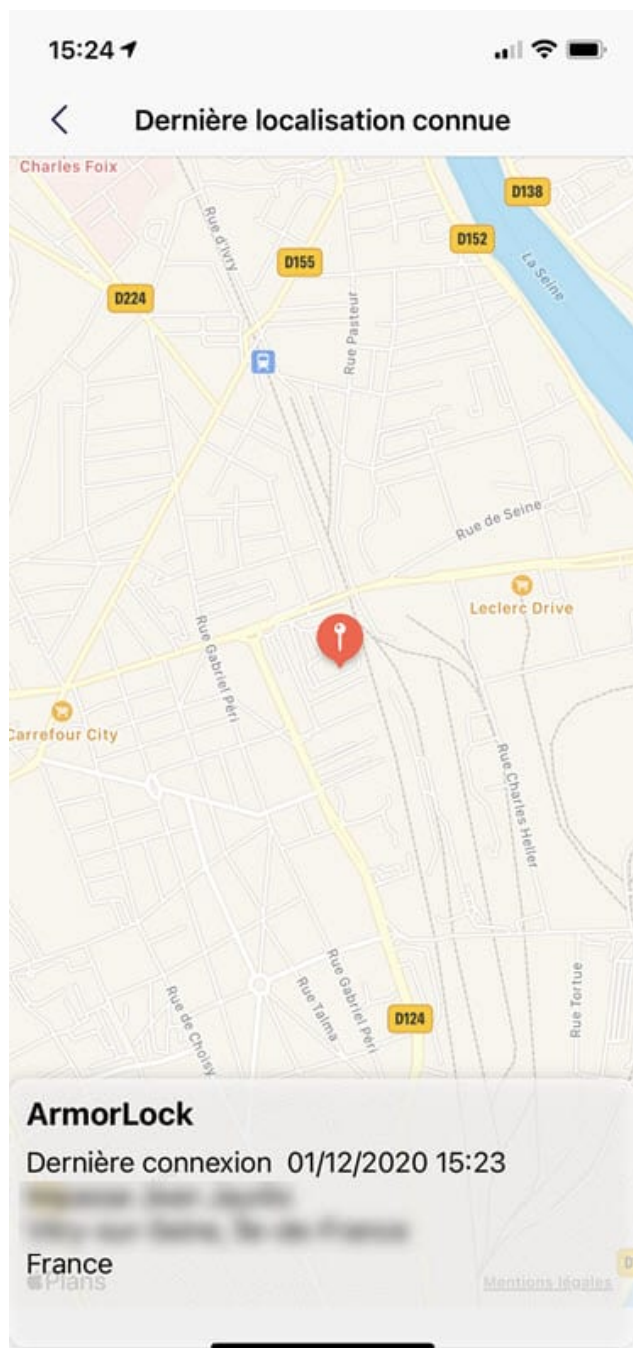 15:24
Dernière localisation connue
Charles Foix
D138
Rue d'Ivry
D152
D155
La Seine
D224
Rue Pasteur
Rue de Seine
Leclerc Drive
Rue Gabriel Péri
Carrefour City
Rue Charles Heller
Rue Gabriel Péri
Rue Talma
Rue de Choisy
Rue Tortue
D124
ArmorLock
Dernière connexion 01/12/2020 15:23
France
Plans
Mentions légales